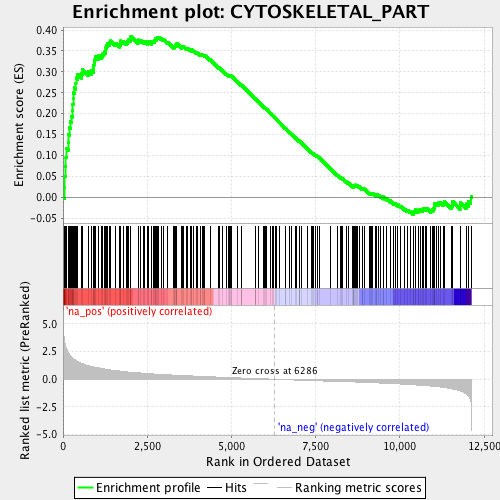 Enrichment plot: CYTOSKELETAL_PART
Enrichment score (ES)
0.40
0.35
0.30
0.25
0.20
0.15
0.10
0.05
0.00
-0.05
Ranked list metric (PreRanked)
'na_pos' (positively correlated)
5.0
2.5
Zero cross at 6286
0.0
-2.5
'na_neg' (negatively correlated)
-5.0
0
2,500
5,000
7,500
10,000
12,500
Rank in Ordered Dataset
Enrichment profile
Hits
Ranking metric scores